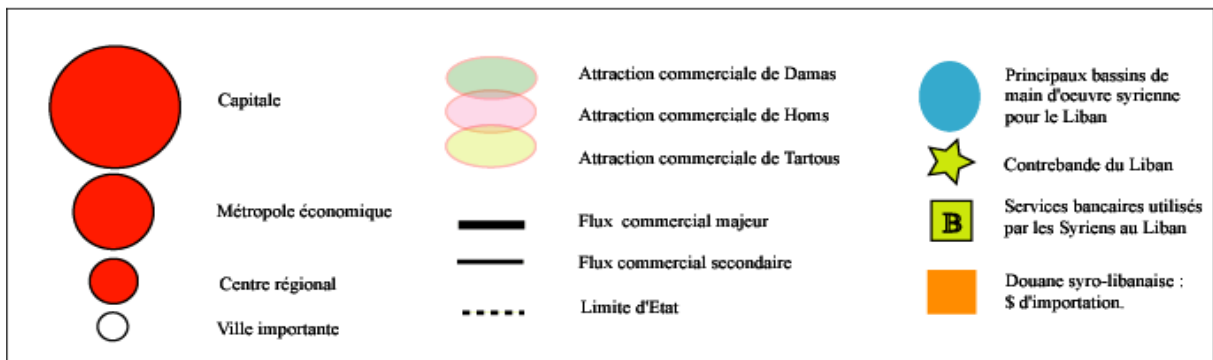 Capitale
Métropole économique
Centre régional
Ville importante
Attraction commerciale de Damas
Attraction commerciale de Homs
Attraction commerciale de Tartous
Flux commercial majeur
Flux commercial secondaire
Limite d'Etat
Principaux bassins de
main d'oeuvre syrienne
pour le Liban
Contrebande du Liban
B
Services bancaires utilisés
par les Syriens au Liban
Douane syro-libanaise :
$ d'importation.